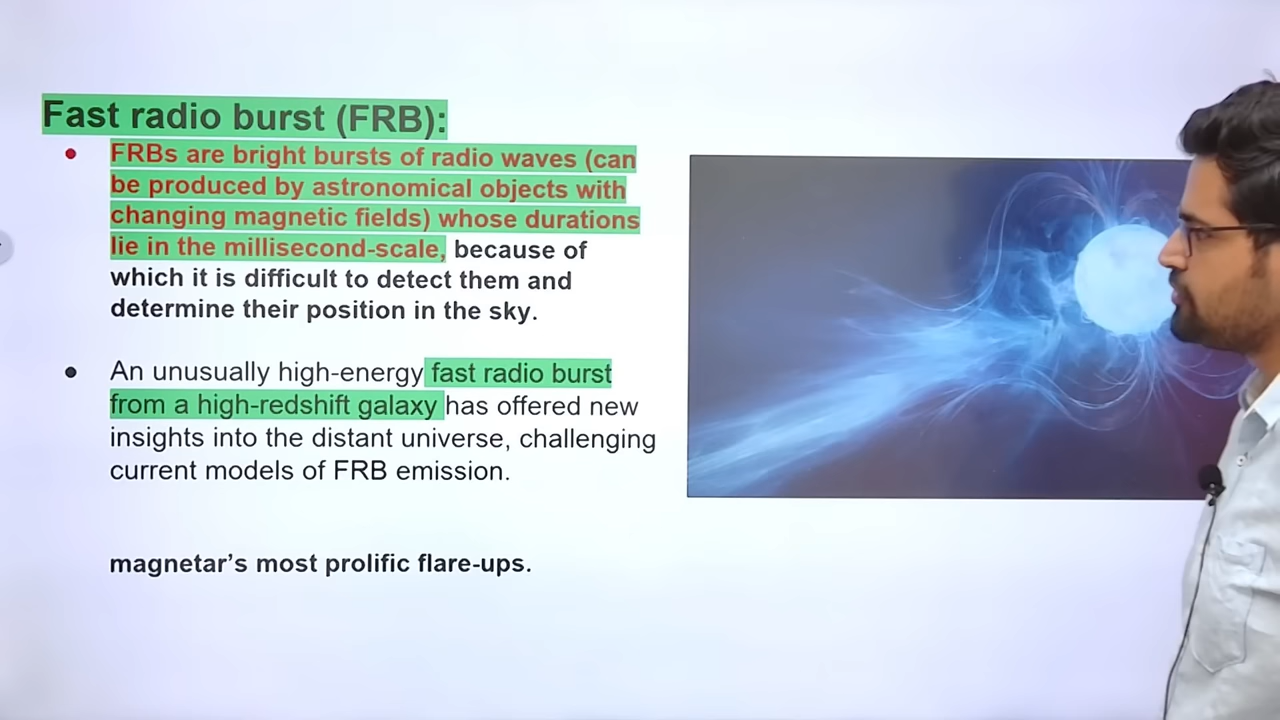 Fast radio burst (FRB):
FRBs are bright bursts of radio waves (can
be produced by astronomical objects with
changing magnetic fields) whose durations
lie in the millisecond-scale, because of
which it is difficult to detect them and
determine their position in the sky.
An unusually high-energy fast radio burst
from a high-redshift galaxy has offered new
insights into the distant universe, challenging
current models of FRB emission.
magnetar’s most prolific flare-ups.